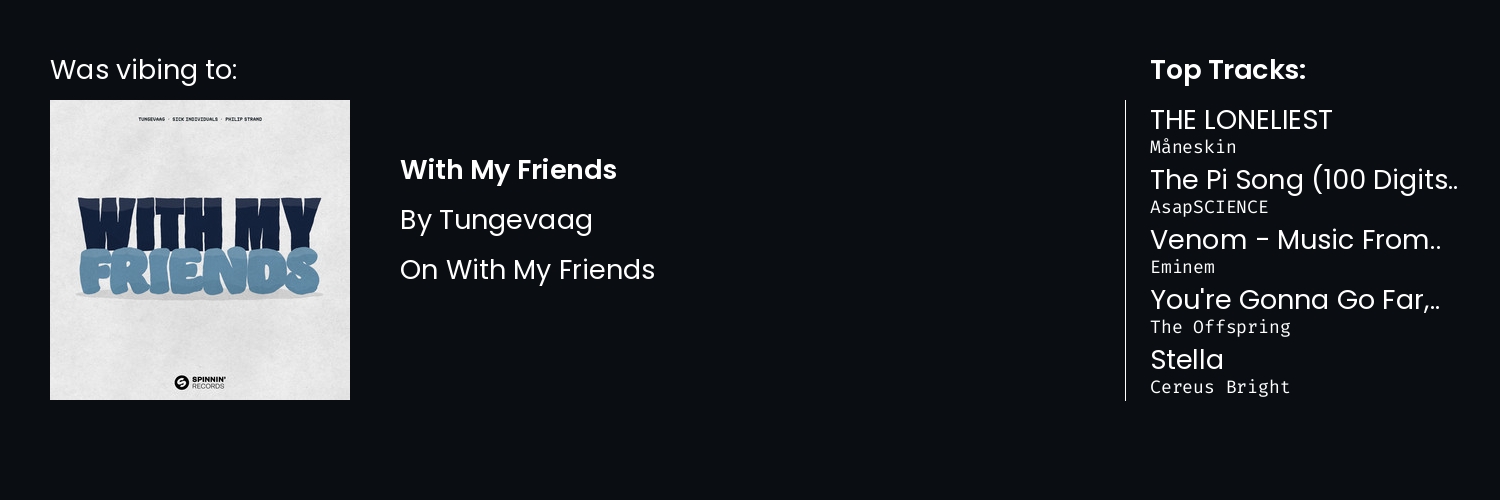 Was vibing to:
TUNGEVAAG · SICK INDIVIDUALS · PHILIP STRAND
WITH MY
FRIENDS
SPINNIN'
RECORDS
With My Friends
By Tungevaag
On With My Friends
Top Tracks:
THE LONELIEST
Måneskin
The Pi Song (100 Digits..
AsapSCIENCE
Venom - Music From..
Eminem
You're Gonna Go Far,..
The Offspring
Stella
Cereus Bright